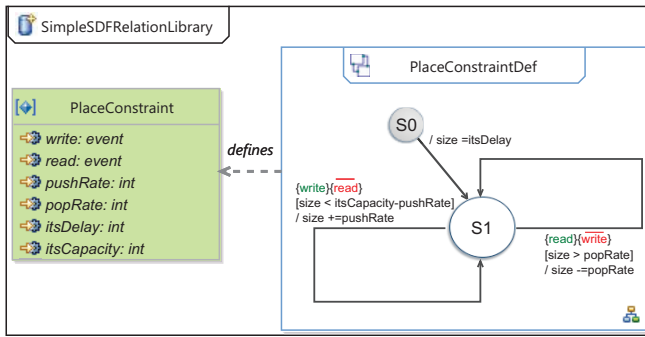 SimpleSDFRelationLibrary
PlaceConstraint
write: event
read: event
pushRate: int
popRate: int
itsDelay: int
itsCapacity: int
defines
PlaceConstraintDef
S0
/ size =itsDelay
{write}{read}
[size < itsCapacity-pushRate]
/ size +=pushRate
S1
{read}{write}
[size > popRate]
/ size -=popRate